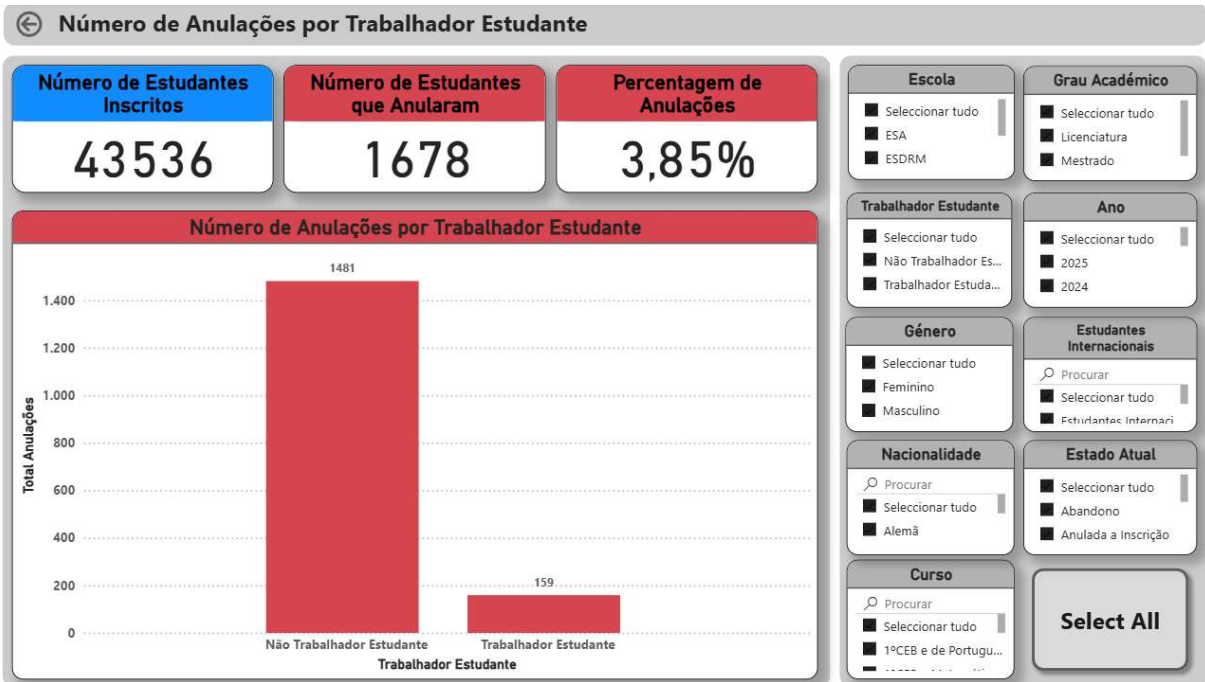 Número de Anulações por Trabalhador Estudante
Número de Estudantes
Inscritos
43536
Número de Estudantes
que Anularam
1678
Percentagem de
Anulações
3,85%
Número de Anulações por Trabalhador Estudante
Total Anulações
1.400
1.200
1.000
800
600
400
200
0
1481
159
Não Trabalhador Estudante
Trabalhador Estudante
Trabalhador Estudante
Escola
Seleccionar tudo
ESA
ESDRM
Grau Académico
Seleccionar tudo
Licenciatura
Mestrado
Trabalhador Estudante
Seleccionar tudo
Não Trabalhador Es...
Trabalhador Estuda...
Ano
Seleccionar tudo
2025
2024
Género
Seleccionar tudo
Feminino
Masculino
Estudantes
Internacionais
Procurar
Seleccionar tudo
Estudantes Internaci
Nacionalidade
Procurar
Seleccionar tudo
Alemã
Estado Atual
Seleccionar tudo
Abandono
Anulada a Inscrição
Curso
Procurar
Seleccionar tudo
1ºCEB e de Portugu...
Select All